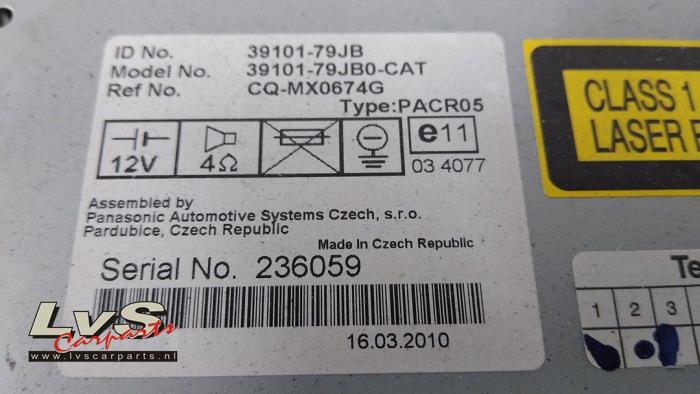 ID No. 39101-79JB
Model No. 39101-79JB0-CAT
Ref No. CQ-MX0674G
Type:PACR05
12V 4Ω e11
03 4077
CLASS 1
LASER
Assembled by
Panasonic Automotive Systems Czech, s.r.o.
Pardubice, Czech Republic
Made in Czech Republic
Serial No. 236059
16.03.2010
1 2 3
LvS
Carparts
www.lvscarparts.nl